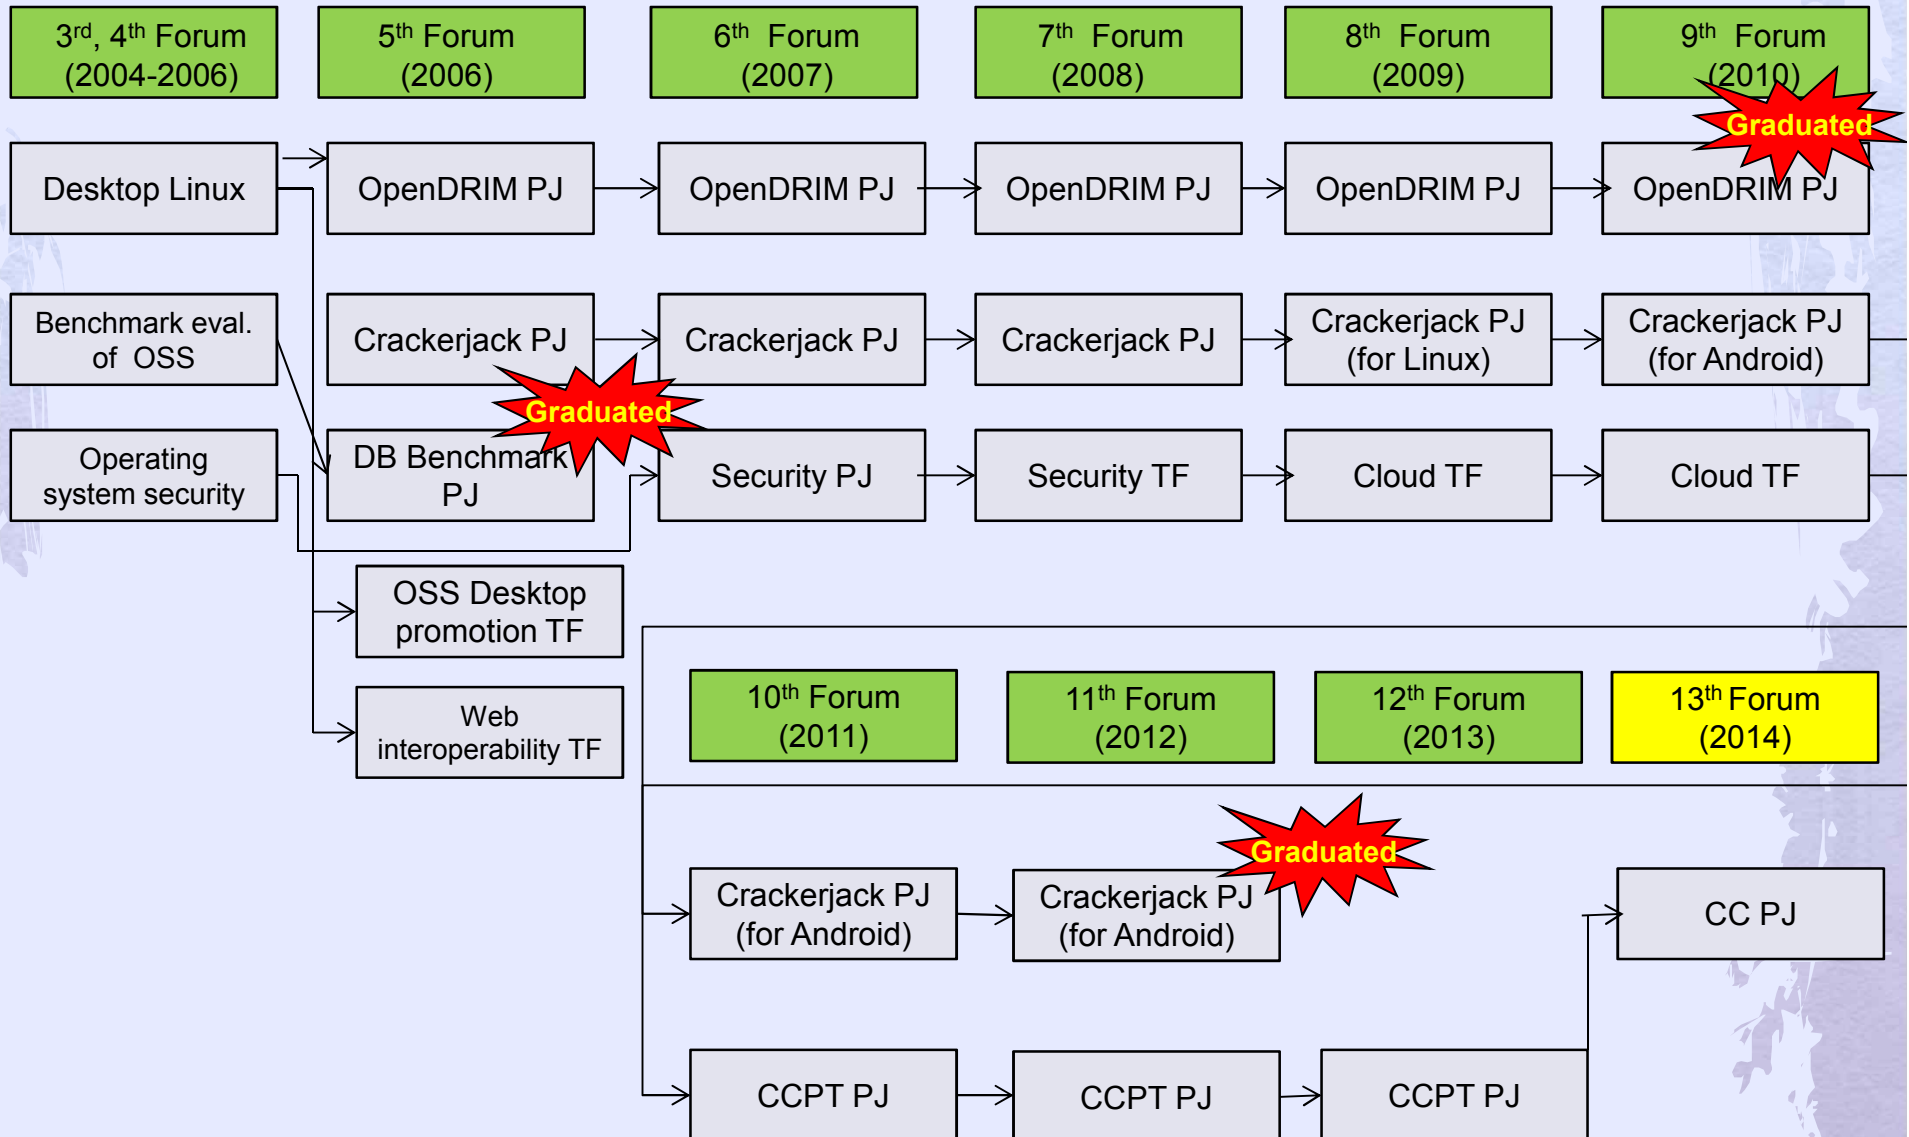 3rd, 4th Forum
(2004-2006)
5th Forum
(2006)
6th Forum
(2007)
7th Forum
(2008)
8th Forum
(2009)
9th Forum
(2010)
Graduated
Desktop Linux
OpenDRIM PJ
OpenDRIM PJ
OpenDRIM PJ
OpenDRIM PJ
OpenDRIM PJ
Benchmark eval.
of OSS
Crackerjack PJ
Crackerjack PJ
Crackerjack PJ
Crackerjack PJ
(for Linux)
Crackerjack PJ
(for Android)
Graduated
Operating
system security
DB Benchmark
PJ
Security PJ
Security TF
Cloud TF
Cloud TF
OSS Desktop
promotion TF
Web
interoperability TF
10th Forum
(2011)
11th Forum
(2012)
12th Forum
(2013)
13th Forum
(2014)
Graduated
Crackerjack PJ
(for Android)
Crackerjack PJ
(for Android)
CC PJ
CCPT PJ
CCPT PJ
CCPT PJ